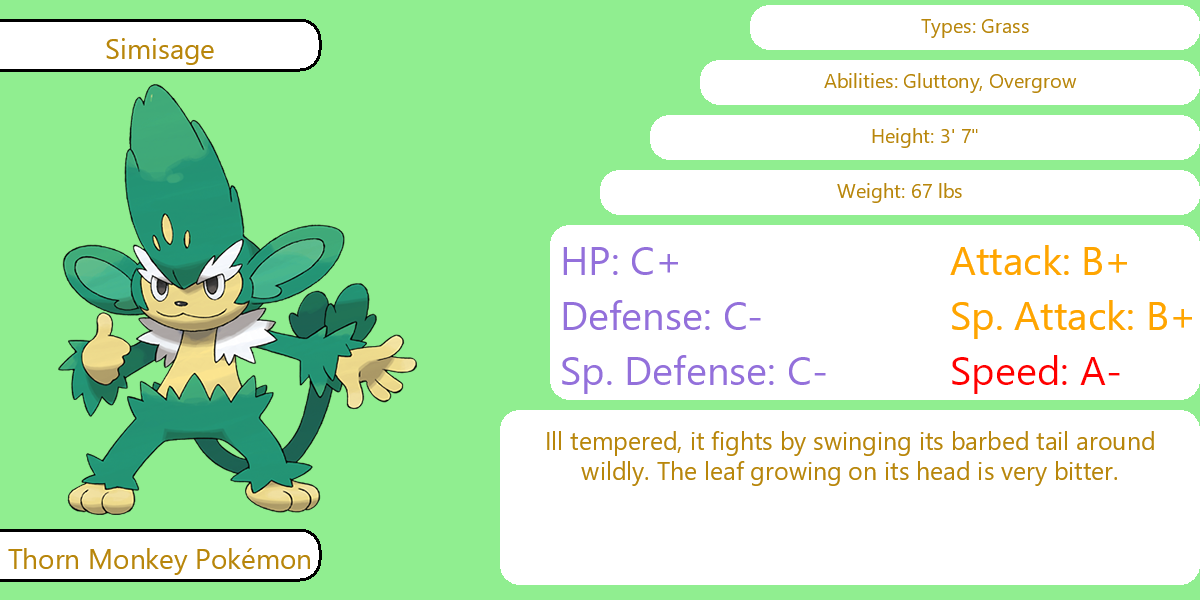 Simisage
Thorn Monkey Pokémon
Types: Grass
Abilities: Gluttony, Overgrow
Height: 3' 7"
Weight: 67 lbs
HP: C+
Attack: B+
Defense: C-
Sp. Attack: B+
Sp. Defense: C-
Speed: A-
Ill tempered, it fights by swinging its barbed tail around
wildly. The leaf growing on its head is very bitter.